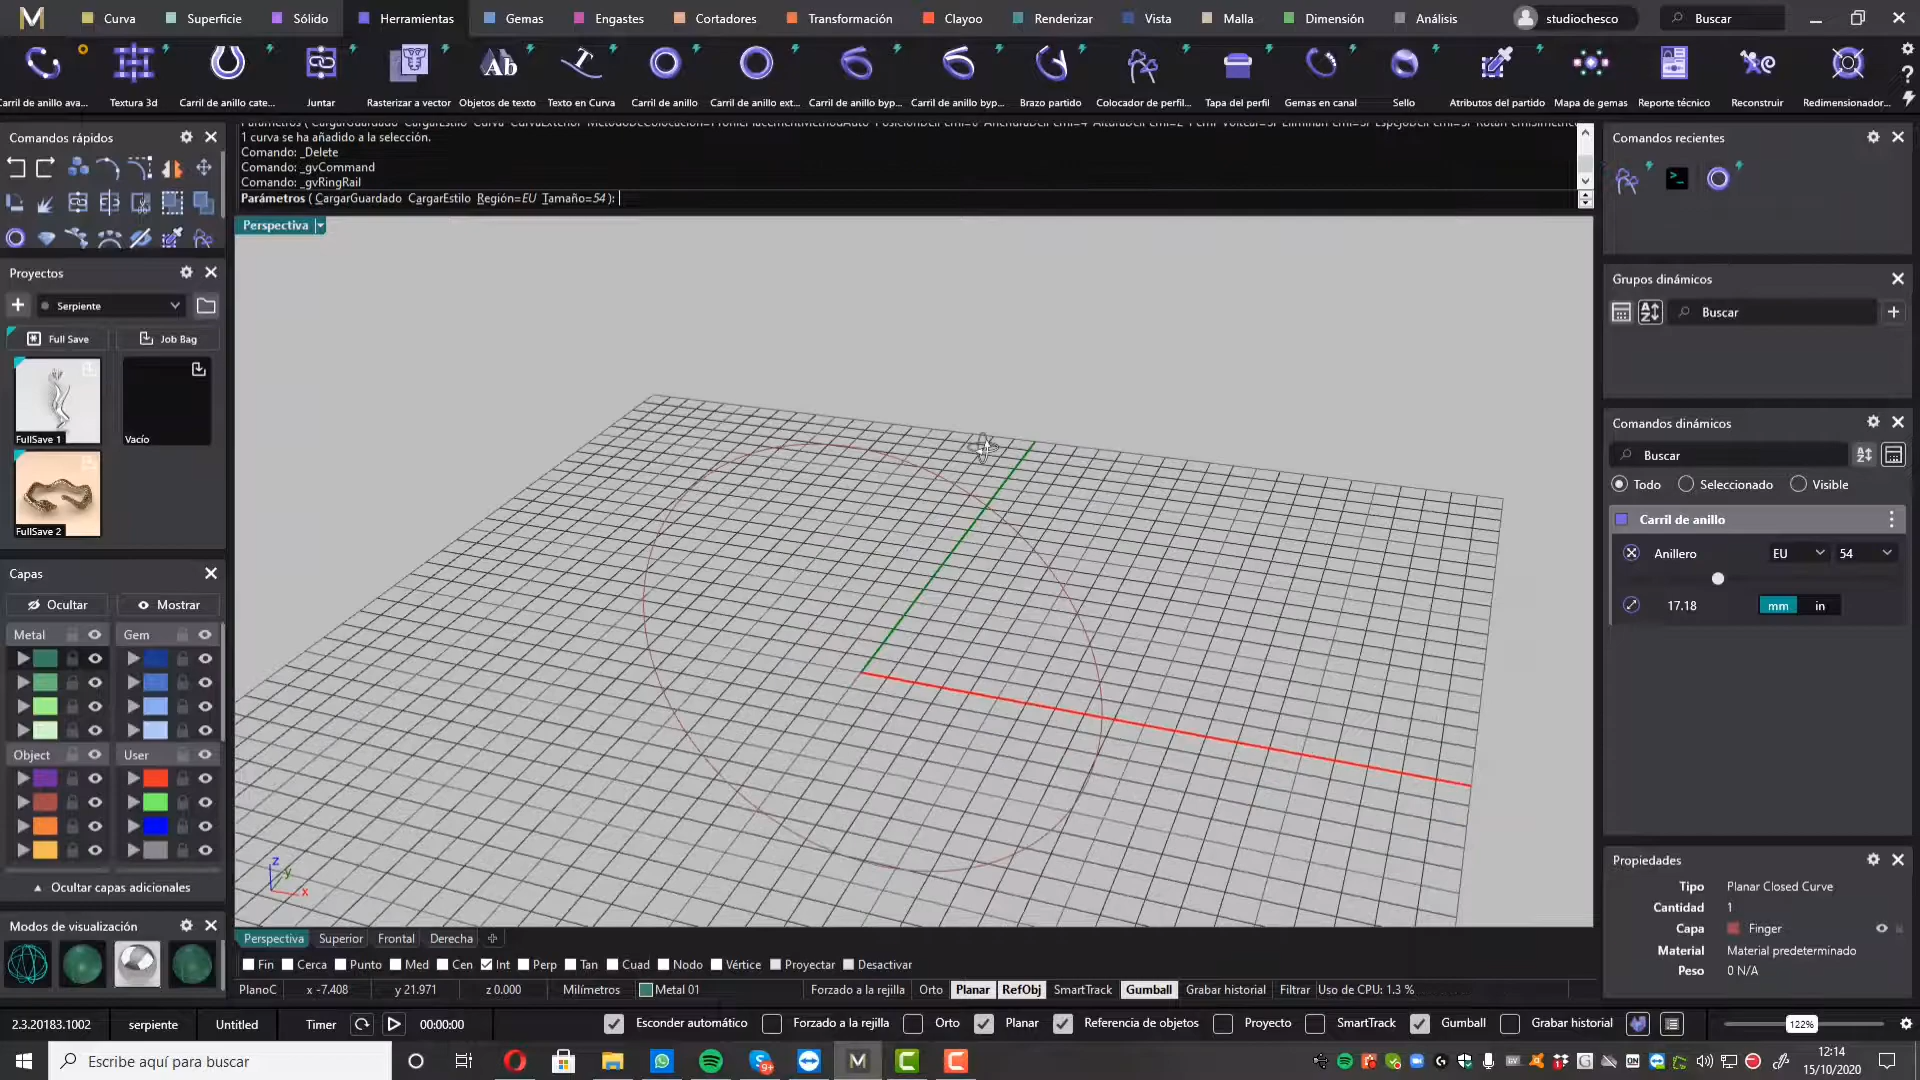 Curva Superficie Sólido Herramientas Gemas Engastes Cortadores Transformación Clayoo Renderizar Vista Malla Dimensión Análisis studiochesco Buscar
Carril de anillo ava... Textura 3d Carril de anillo cate... Juntar Rasterizar a vector Objetos de texto Texto en Curva Carril de anillo Carril de anillo ext... Carril de anillo byp... Carril de anillo byp... Brazo partido Colocador de perfil... Tapa del perfil Gemas en canal Sello Atributos del partido Mapa de gemas Reporte técnico Reconstruir Redimensionador...
Comandos rápidos
1 curva se ha añadido a la selección.
Comando: _Delete
Comando: _gvCommand
Comando: _gvRingRail
Parámetros ( CargarGuardado CargarEstilo Región=EU Tamaño=54 ):
Perspectiva
Proyectos
Serpiente
Full Save Job Bag
FullSave 1 Vacío
FullSave 2
Capas
Ocultar Mostrar
Metal Gem
Object User
Ocultar capas adicionales
Modos de visualización
z
y
x
Comandos recientes
Grupos dinámicos
Buscar
Comandos dinámicos
Buscar
Todo Seleccionado Visible
Carril de anillo
Anillero EU 54
17.18 mm in
Propiedades
Tipo Planar Closed Curve
Cantidad 1
Capa Finger
Material Material predeterminado
Peso 0 N/A
Perspectiva Superior Frontal Derecha
Fin Cerca Punto Med Cen Int Perp Tan Cuad Nodo Vértice Proyectar Desactivar
PlanoC x -7.408 y 21.971 z 0.000 Milímetros Metal 01 Forzado a la rejilla Orto Planar RefObj SmartTrack Gumball Grabar historial Filtrar Uso de CPU: 1.3 %
2.3.20183.1002 serpiente Untitled Timer 00:00:00 Esconder automático Forzado a la rejilla Orto Planar Referencia de objetos Proyecto SmartTrack Gumball Grabar historial 122%
Escribe aquí para buscar
12:14
15/10/2020